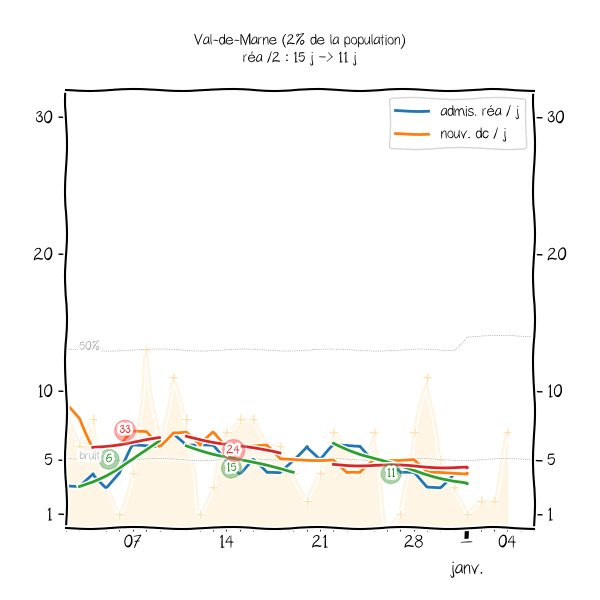 Val-de-Marne (2% de la population)
réa /2 : 15 j -> 11 j
admis. réa / j
nouv. dc / j
30 30
20 20
50%
10 10
33
24
bruit
6
15
11
5 5
1 1
07 14 21 28 1 04
janv.